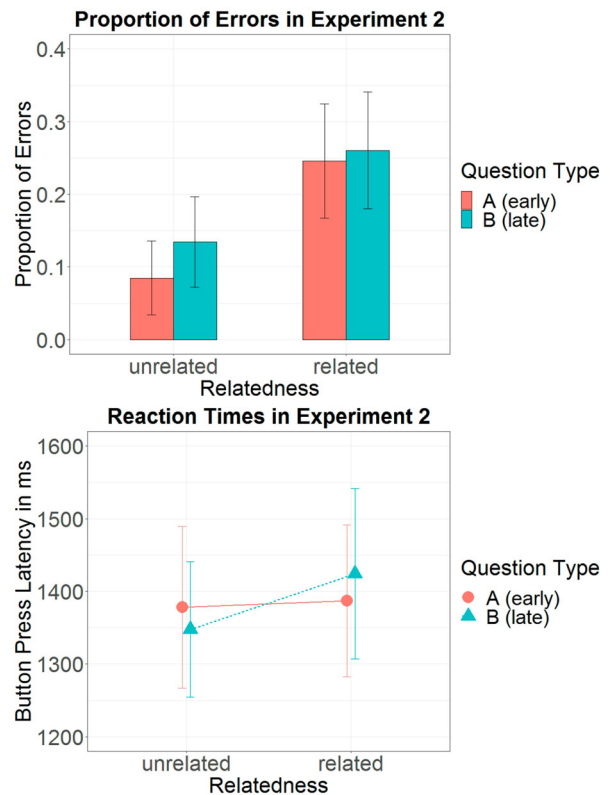 Proportion of Errors in Experiment 2
0.4
0.3
0.2
0.1
0.0
Proportion of Errors
unrelated related
Relatedness
Question Type
A (early)
B (late)
Reaction Times in Experiment 2
1600
1500
1400
1300
1200
Button Press Latency in ms
unrelated related
Relatedness
Question Type
A (early)
B (late)